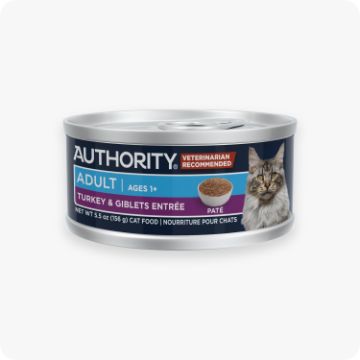 AUTHORITY®
VETERINARIAN
RECOMMENDED
ADULT | AGES 1+
TURKEY & GIBLETS ENTRÉE
PATÉ
NET WT 5.5 oz (156 g) CAT FOOD | NOURRITURE POUR CHATS